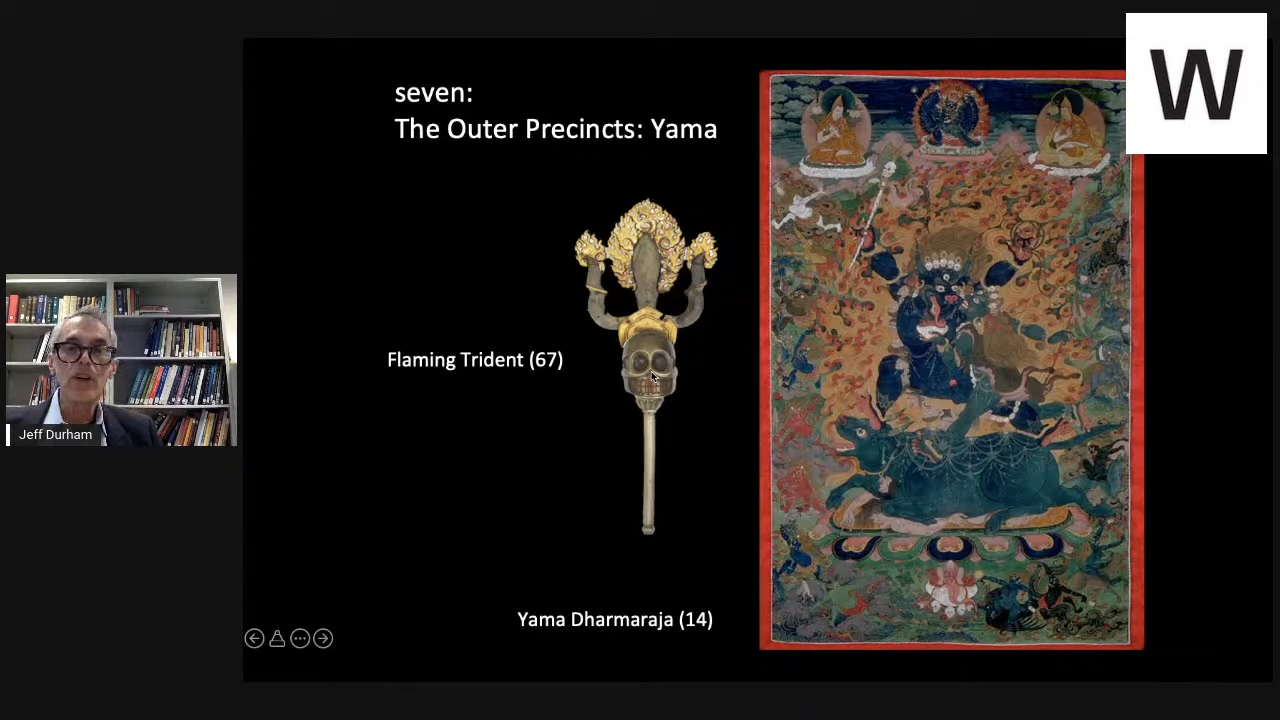 seven:
The Outer Precincts: Yama
W
Flaming Trident (67)
Jeff Durham
Yama Dharmaraja (14)